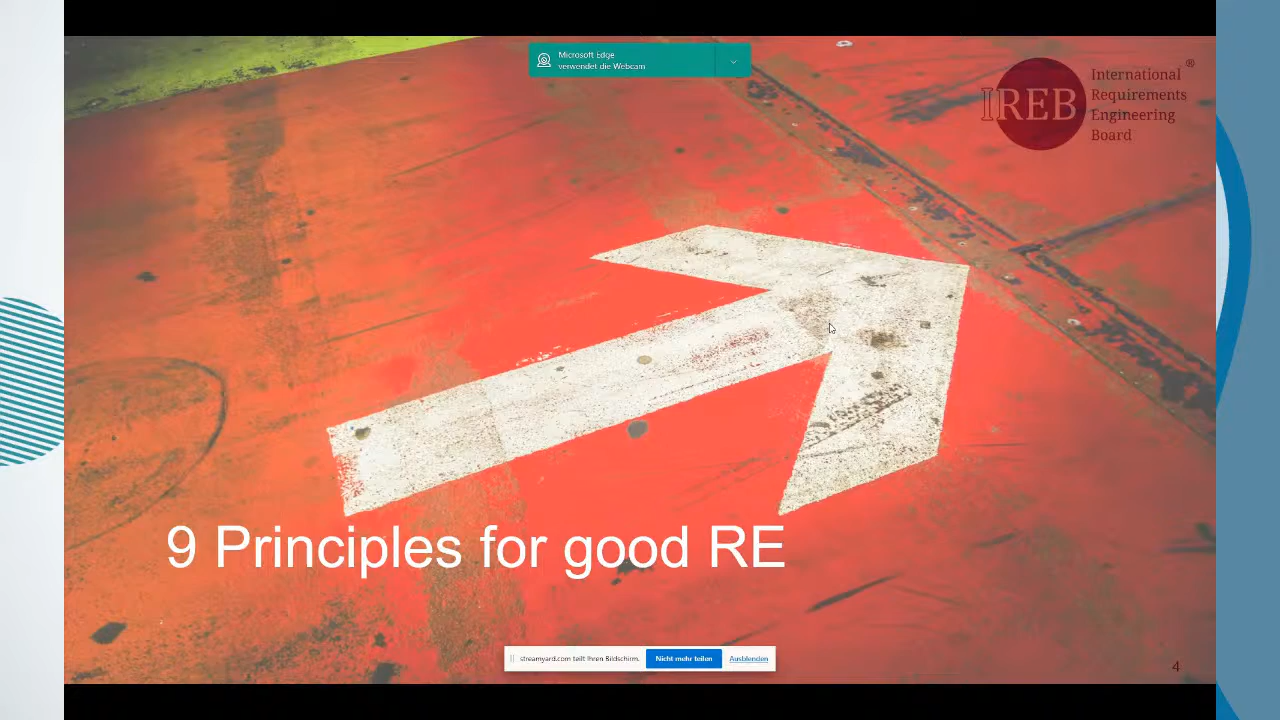 Microsoft Edge
verwendet die Webcam
IREB
International
Requirements
Engineering
Board
®
9 Principles for good RE
streamyard.com teilt Ihren Bildschirm.
Nicht mehr teilen
Ausblenden
4